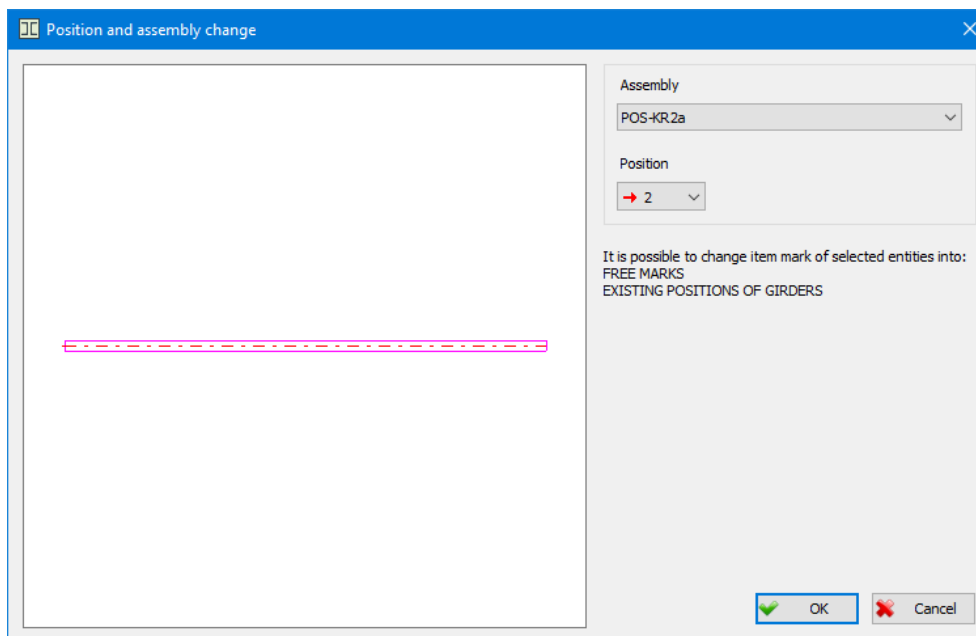 Position and assembly change
Assembly
POS-KR2a
Position
2
It is possible to change item mark of selected entities into:
FREE MARKS
EXISTING POSITIONS OF GIRDERS
OK
Cancel